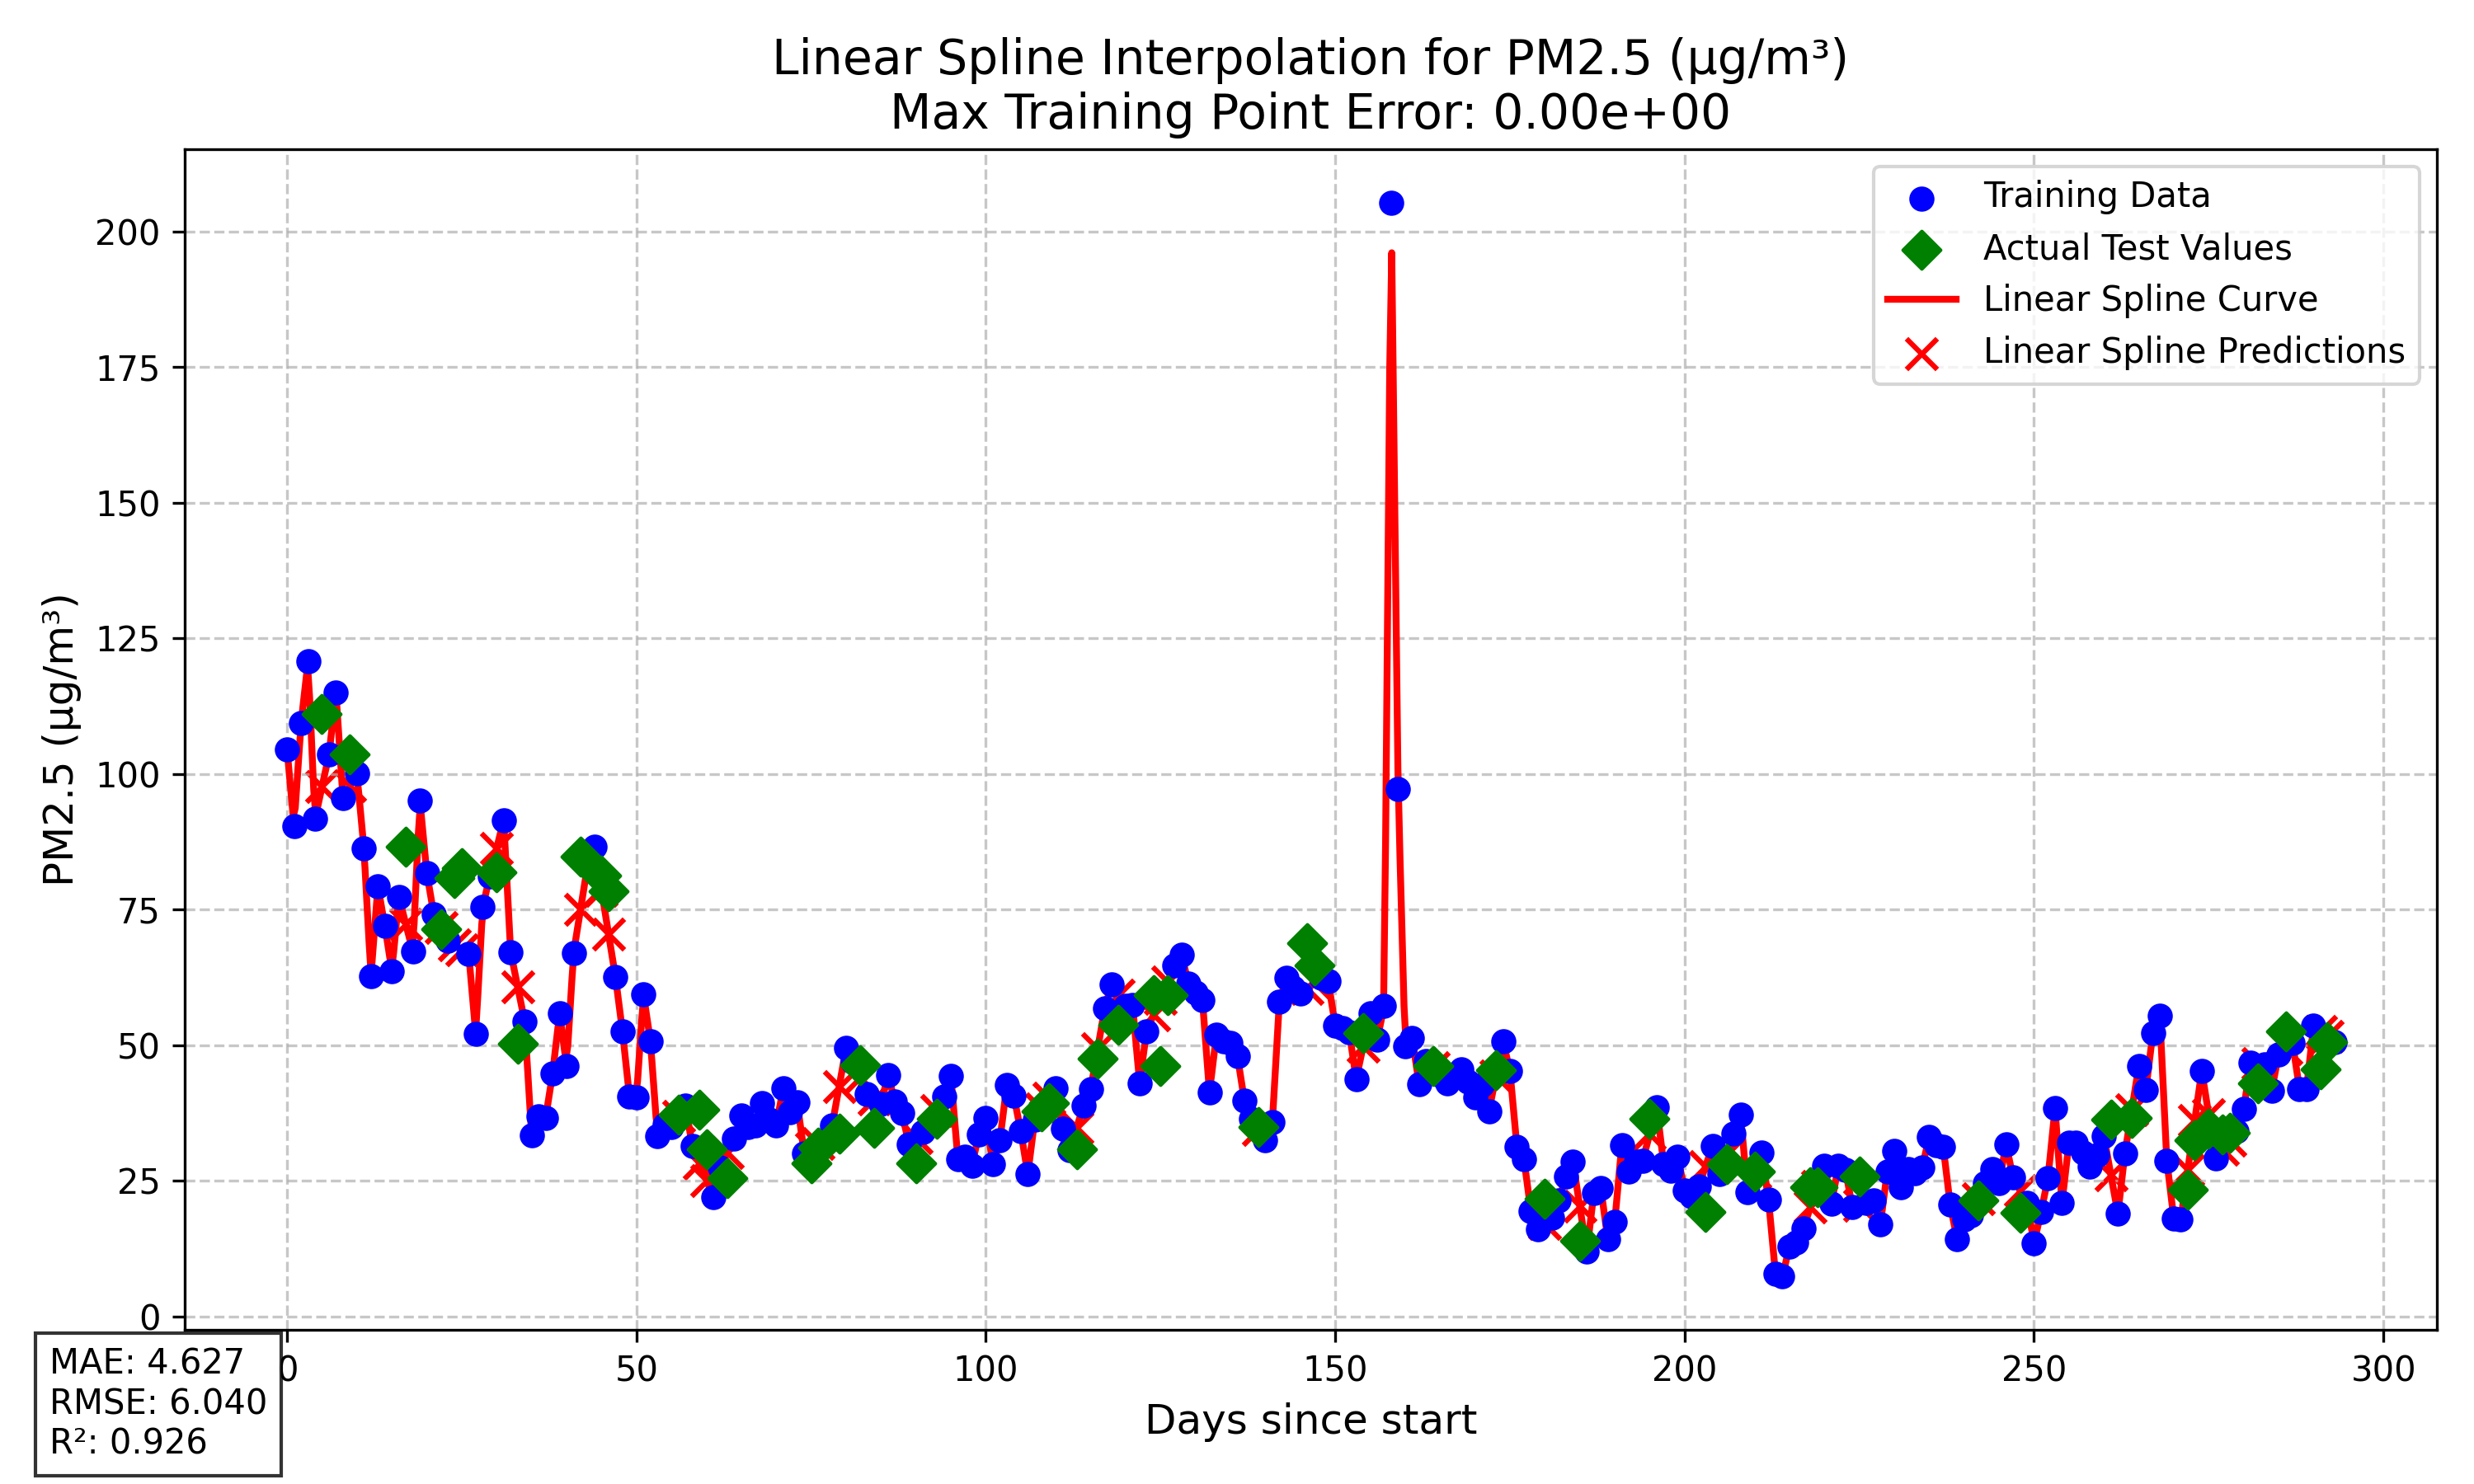 Linear Spline Interpolation for PM2.5 (µg/m³)
Max Training Point Error: 0.00e+00
Training Data
Actual Test Values
Linear Spline Curve
Linear Spline Predictions
PM2.5 (µg/m³)
200
175
150
125
100
75
50
25
0
0
50
100
150
200
250
300
Days since start
MAE: 4.627
RMSE: 6.040
R²: 0.926